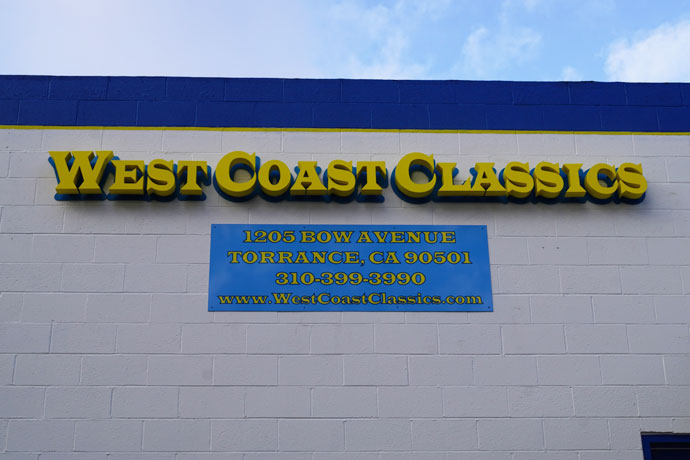 WEST COAST CLASSICS
1205 BOW AVENUE
TORRANCE, CA 90501
310-399-3990
www.WestCoastClassics.com